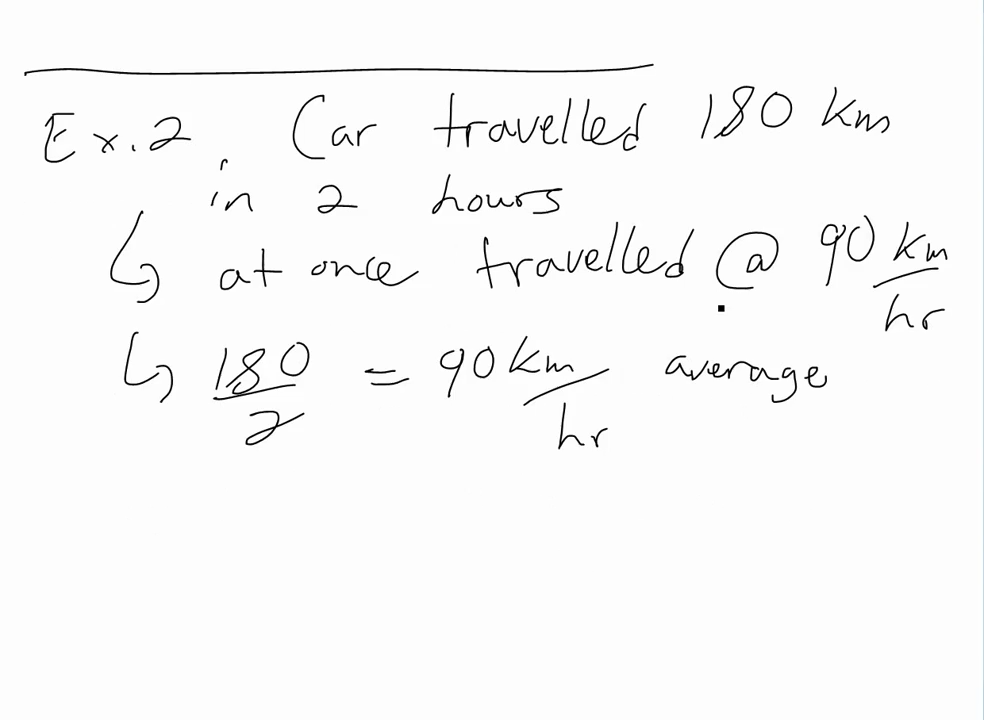 Ex. 2. Car travelled 180 km
in 2 hours
↳ at once travelled @ 90 km/hr
↳ 180/2 = 90 km/hr average